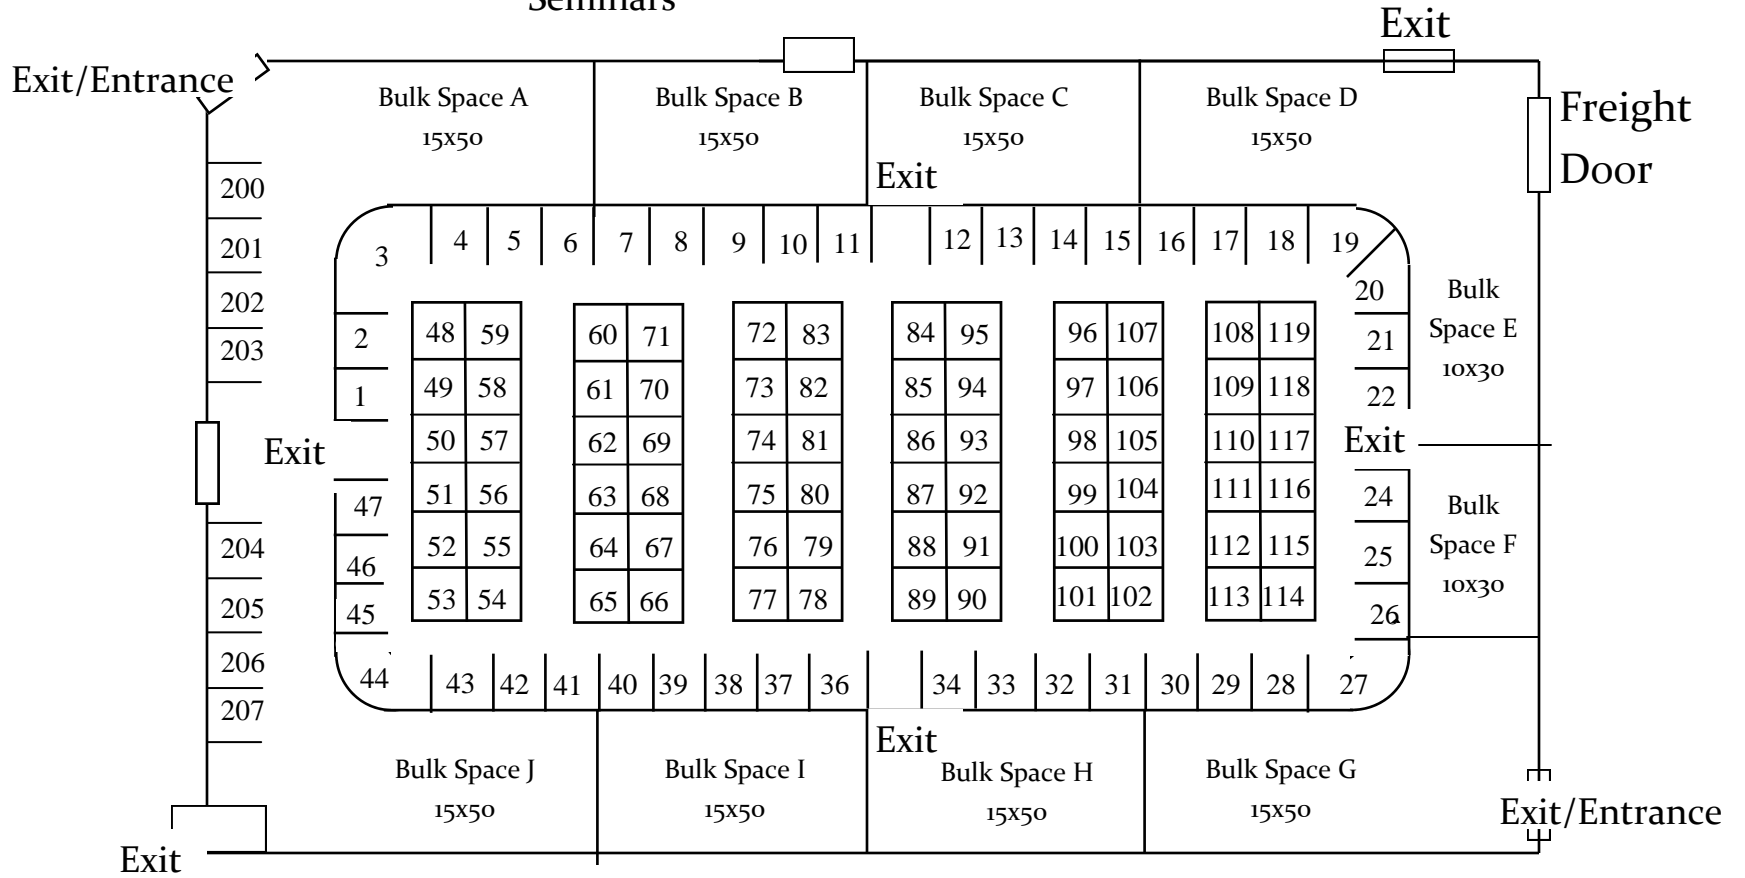 Seminars
Exit
Exit/Entrance
Bulk Space A
15x50
Bulk Space B
15x50
Bulk Space C
15x50
Bulk Space D
15x50
Freight
Door
Exit
200
201
202
203
3 4 5 6 7 8 9 10 11 12 13 14 15 16 17 18 19
20
21
22
2
1
48 59 60 71 72 83 84 95 96 107 108 119
49 58 61 70 73 82 85 94 97 106 109 118
50 57 62 69 74 81 86 93 98 105 110 117
51 56 63 68 75 80 87 92 99 104 111 116
52 55 64 67 76 79 88 91 100 103 112 115
53 54 65 66 77 78 89 90 101 102 113 114
Bulk
Space E
10x30
Exit
Exit
47
46
45
24
25
26
Bulk
Space F
10x30
204
205
206
207
44 43 42 41 40 39 38 37 36 34 33 32 31 30 29 28 27
Exit
Bulk Space J
15x50
Bulk Space I
15x50
Bulk Space H
15x50
Bulk Space G
15x50
Exit/Entrance
Exit